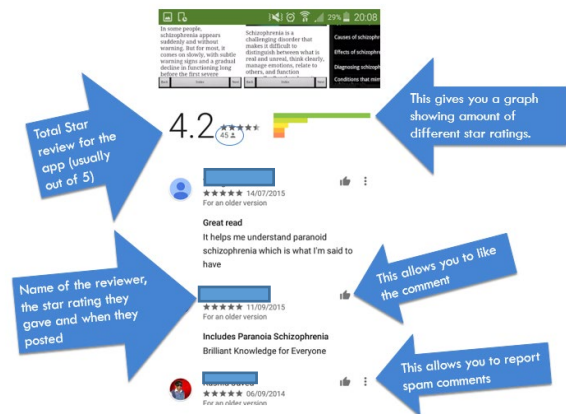 29% 20:08
In some people,
schizophrenia appears
suddenly and without
warning. But for most, it
comes on slowly, with subtle
warning signs and a gradual
decline in functioning long
before the first severe
Schizophrenia is a
challenging disorder that
makes it difficult to
distinguish between what is
real and unreal, think clearly,
manage emotions, relate to
others, and function
Causes of schizophr
Effects of schizophre
Diagnosing schizoph
Conditions that mim
Total Star
review for the
app (usually
out of 5)
4.2
45
This gives you a graph
showing amount of
different star ratings.
14/07/2015
For an older version
Great read
It helps me understand paranoid
schizophrenia which is what I'm said to
have
Name of the reviewer,
the star rating they
gave and when they
posted
11/09/2015
For an older version
This allows you to like
the comment
Includes Paranoia Schizophrenia
Brilliant Knowledge for Everyone
06/09/2014
For an older version
This allows you to report
spam comments